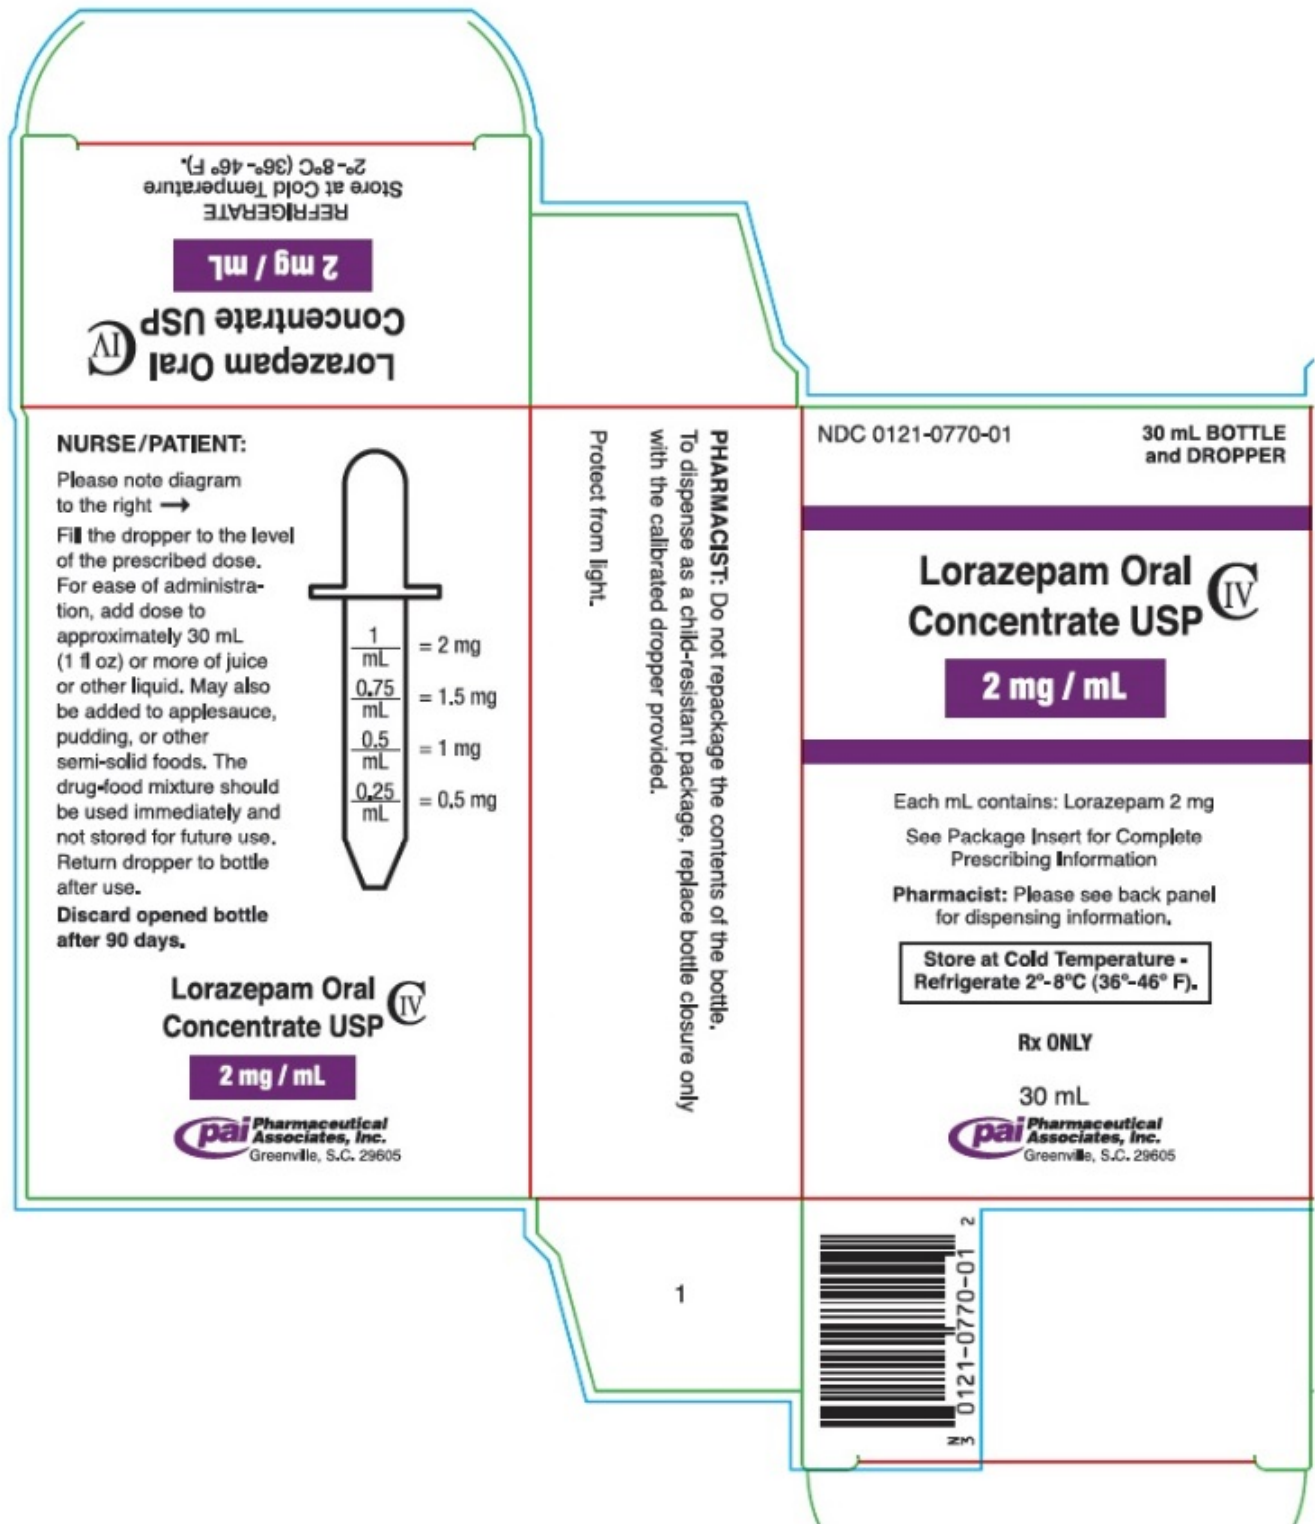 Lorazepam Oral
Concentrate USP CIV
2 mg / mL
REFRIGERATE
Store at Cold Temperature
2°-8°C (36°-46° F).
NURSE/PATIENT:
Please note diagram
to the right →
Fill the dropper to the level
of the prescribed dose.
For ease of administra-
tion, add dose to
approximately 30 mL
(1 fl oz) or more of juice
or other liquid. May also
be added to applesauce,
pudding, or other
semi-solid foods. The
drug-food mixture should
be used immediately and
not stored for future use.
Return dropper to bottle
after use.
Discard opened bottle
after 90 days.
1
mL = 2 mg
0.75
mL = 1.5 mg
0.5
mL = 1 mg
0.25
mL = 0.5 mg
Lorazepam Oral
Concentrate USP CIV
2 mg / mL
pai Pharmaceutical
Associates, Inc.
Greenville, S.C. 29605
PHARMACIST: Do not repackage the contents of the bottle.
To dispense as a child-resistant package, replace bottle closure only
with the calibrated dropper provided.
Protect from light.
1
NDC 0121-0770-01
30 mL BOTTLE
and DROPPER
Lorazepam Oral
Concentrate USP CIV
2 mg / mL
Each mL contains: Lorazepam 2 mg
See Package Insert for Complete
Prescribing Information
Pharmacist: Please see back panel
for dispensing information.
Store at Cold Temperature -
Refrigerate 2°-8°C (36°-46° F).
Rx ONLY
30 mL
pai Pharmaceutical
Associates, Inc.
Greenville, S.C. 29605
N
3 0121-0770-01 2